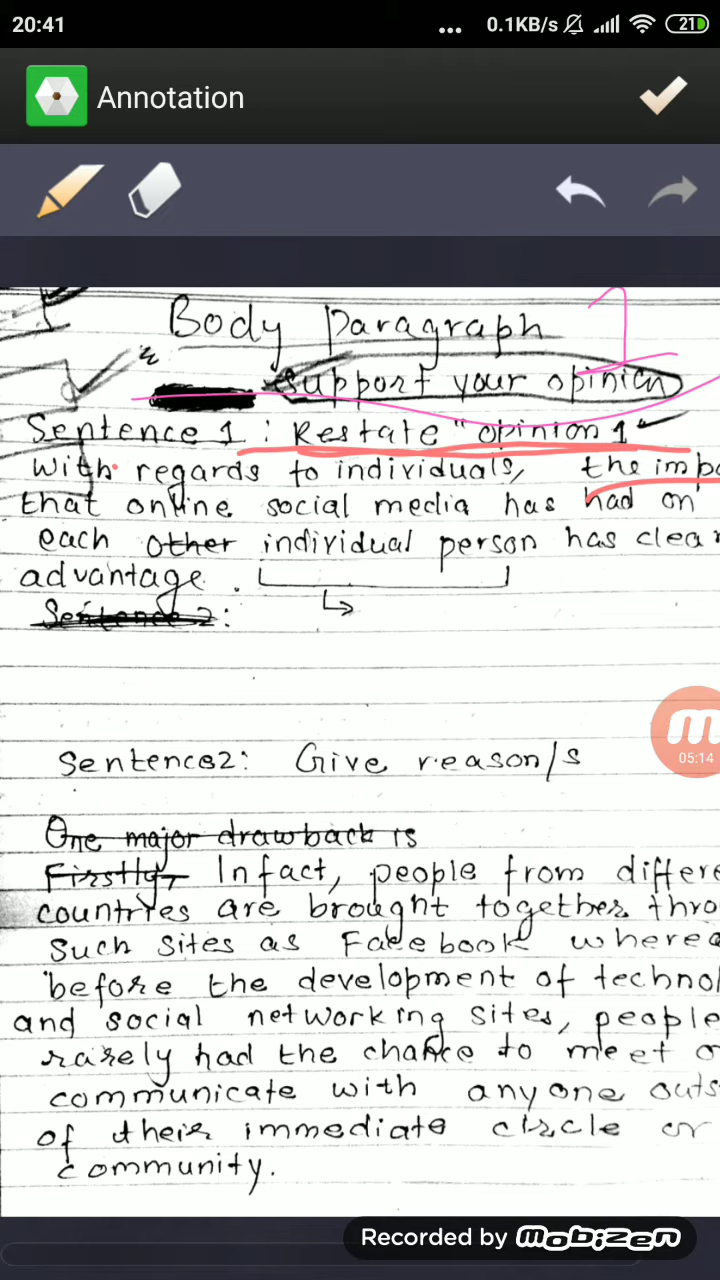 20:41 ... 0.1KB/s 21
Annotation
Body Paragraph 1
support your opinion
Sentence 1 : Restate "opinion 1
with regards to individuals, the impa
that online social media has had on
each other individual person has clear
advantage.
Sentence 2:
05:14
Sentence2: Give reason/s
One major drawback is
Firstly, Infact, people from differe
countries are brought together thro
Such sites as Facebook wherea
before the development of technol
and social networking sites, people
rarely had the chance to meet o
communicate with anyone outs
of their immediate circle or
community.
Recorded by mobizen